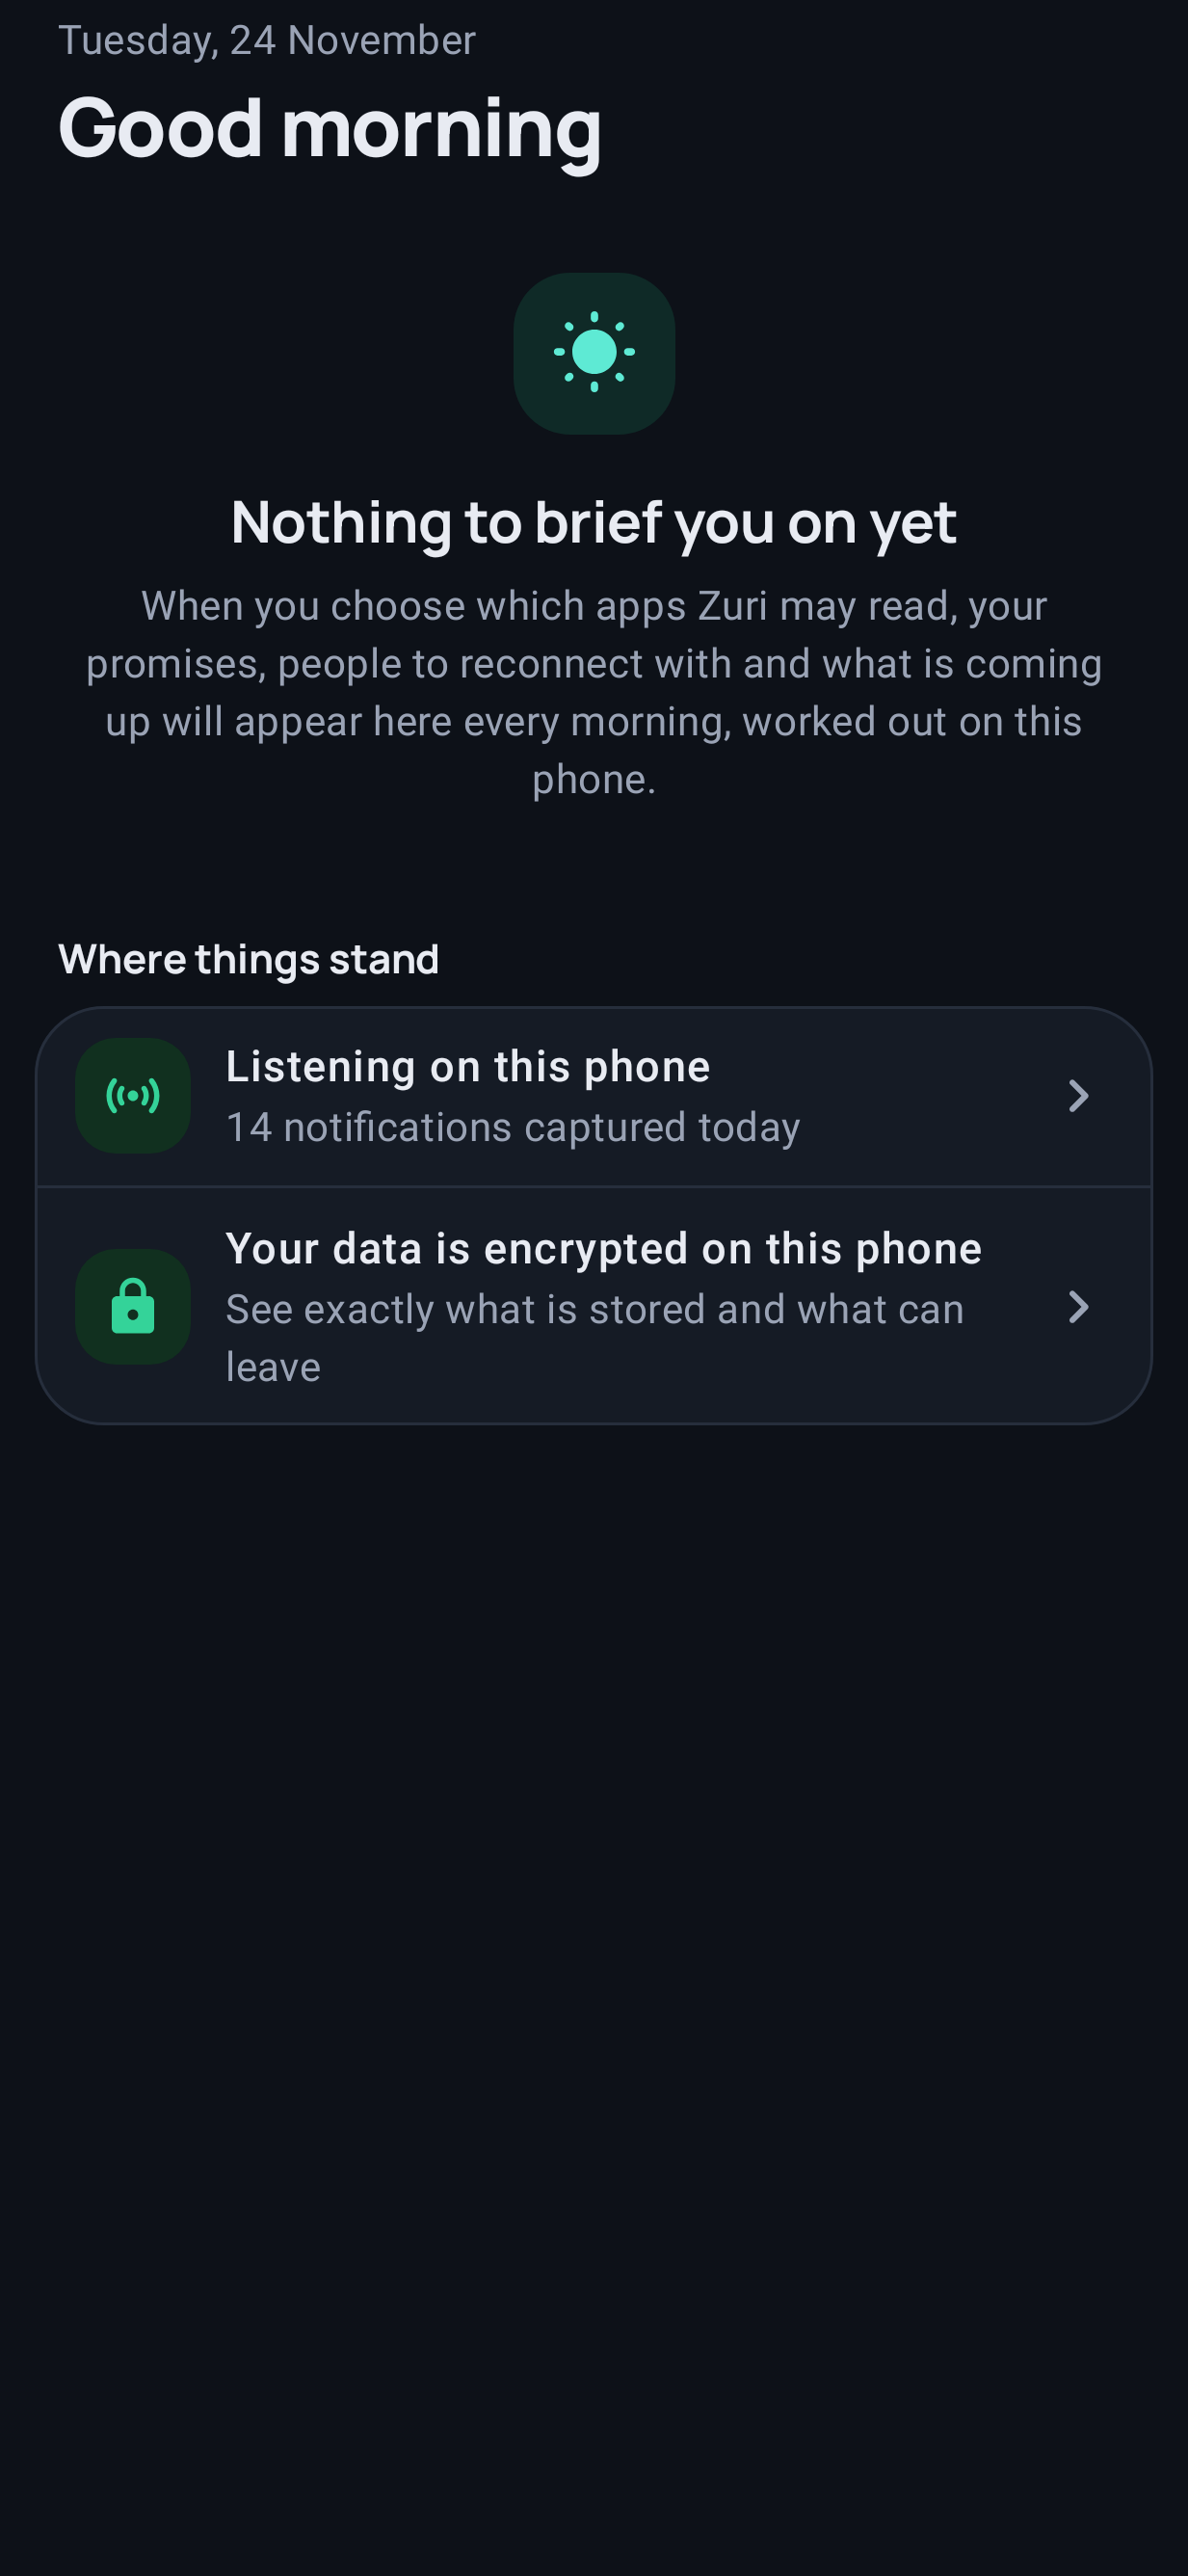 Tuesday, 24 November
Good morning
Nothing to brief you on yet
When you choose which apps Zuri may read, your
promises, people to reconnect with and what is coming
up will appear here every morning, worked out on this
phone.
Where things stand
Listening on this phone
14 notifications captured today
Your data is encrypted on this phone
See exactly what is stored and what can
leave